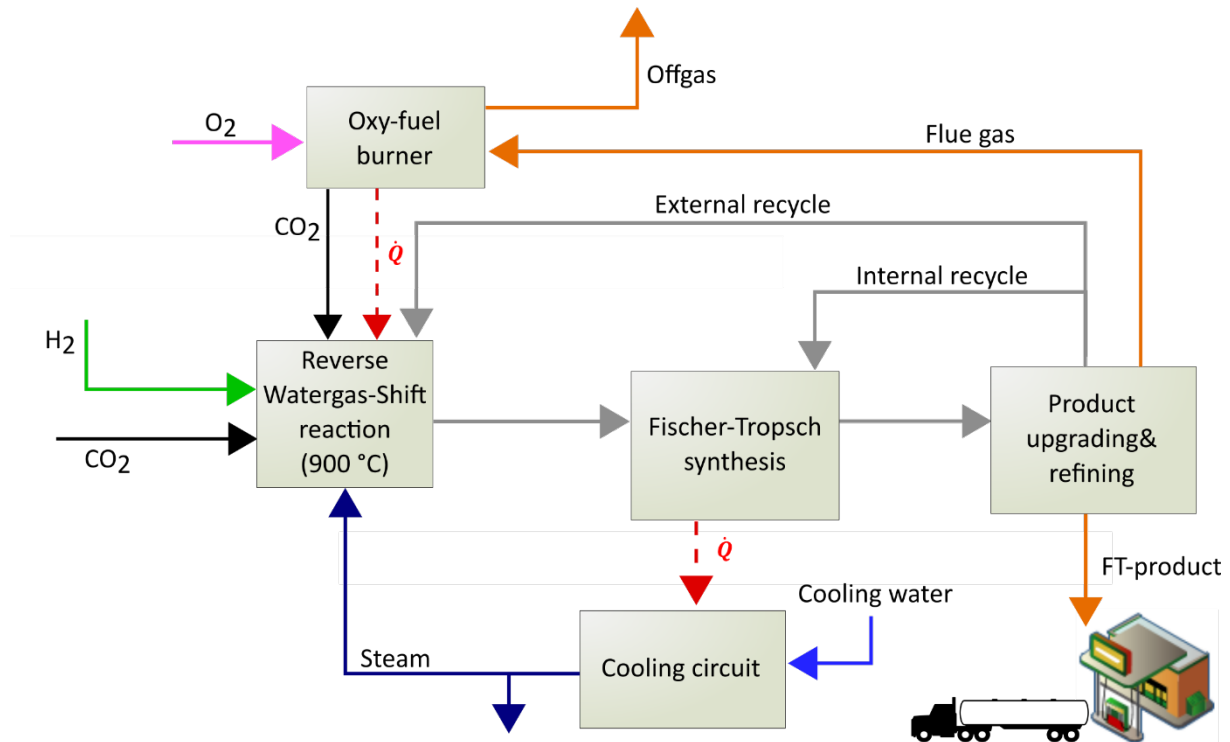 Offgas
O2
Oxy-fuel
burner
Flue gas
CO2
Q̇
External recycle
Internal recycle
H2
Reverse
Watergas-Shift
reaction
(900 °C)
CO2
Fischer-Tropsch
synthesis
Product
upgrading&
refining
Q̇
FT-product
Cooling water
Steam
Cooling circuit